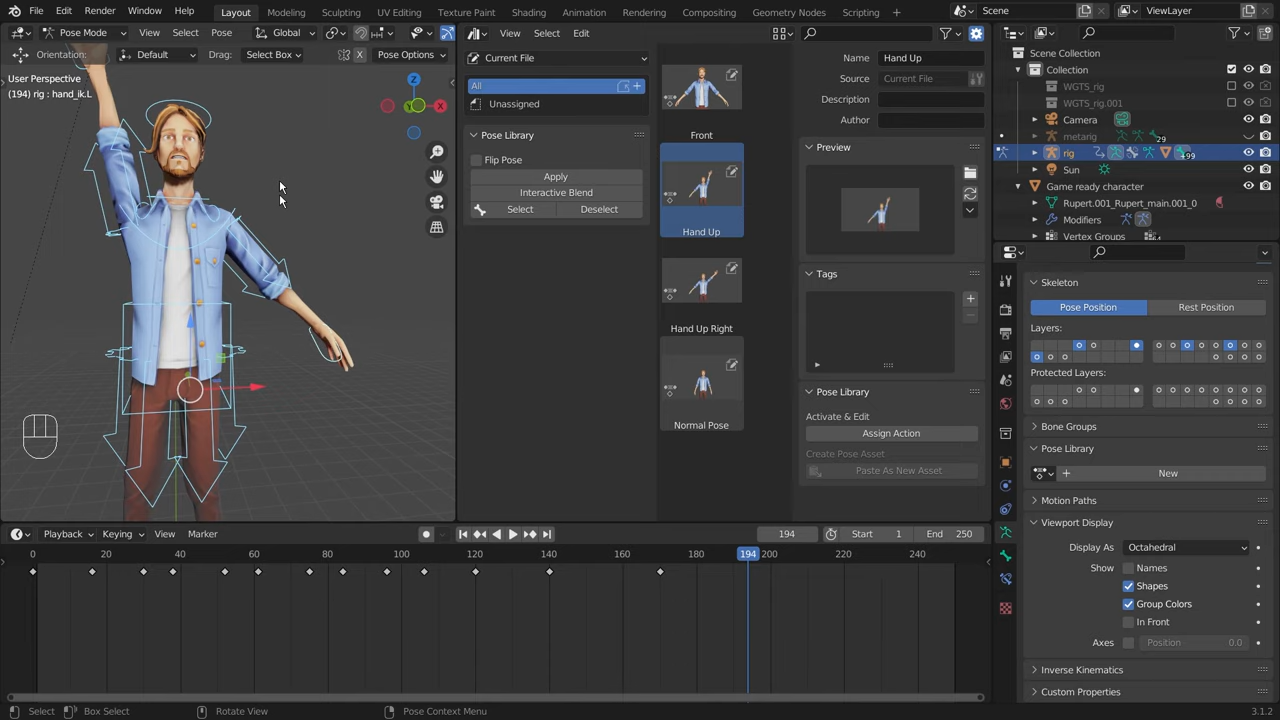 File Edit Render Window Help Layout Modeling Sculpting UV Editing Texture Paint Shading Animation Rendering Compositing Geometry Nodes Scripting Scene ViewLayer
Pose Mode View Select Pose Global View Select Edit
Orientation: Default Drag: Select Box X Pose Options
User Perspective
(194) rig : hand_ik.L
Z
X
Y
Current File
All
Unassigned
Pose Library
Flip Pose
Apply
Interactive Blend
Select Deselect
Front
Hand Up
Hand Up Right
Normal Pose
Name Hand Up
Source Current File
Description
Author
Preview
Tags
Pose Library
Activate & Edit
Assign Action
Create Pose Asset
Paste As New Asset
Scene Collection
Collection
WGTS_rig
WGTS_rig.001
Camera
metarig 29
rig 499
Sun
Game ready character
Rupert.001_Rupert_main.001_0
Modifiers
Vertex Groups
Skeleton
Pose Position Rest Position
Layers:
Protected Layers:
Bone Groups
Pose Library
New
Motion Paths
Viewport Display
Display As Octahedral
Show Names
Shapes
Group Colors
In Front
Axes Position 0.0
Inverse Kinematics
Custom Properties
Playback Keying View Marker 194 Start 1 End 250
0 20 40 60 80 100 120 140 160 180 194 200 220 240
Select Box Select Rotate View Pose Context Menu 3.1.2